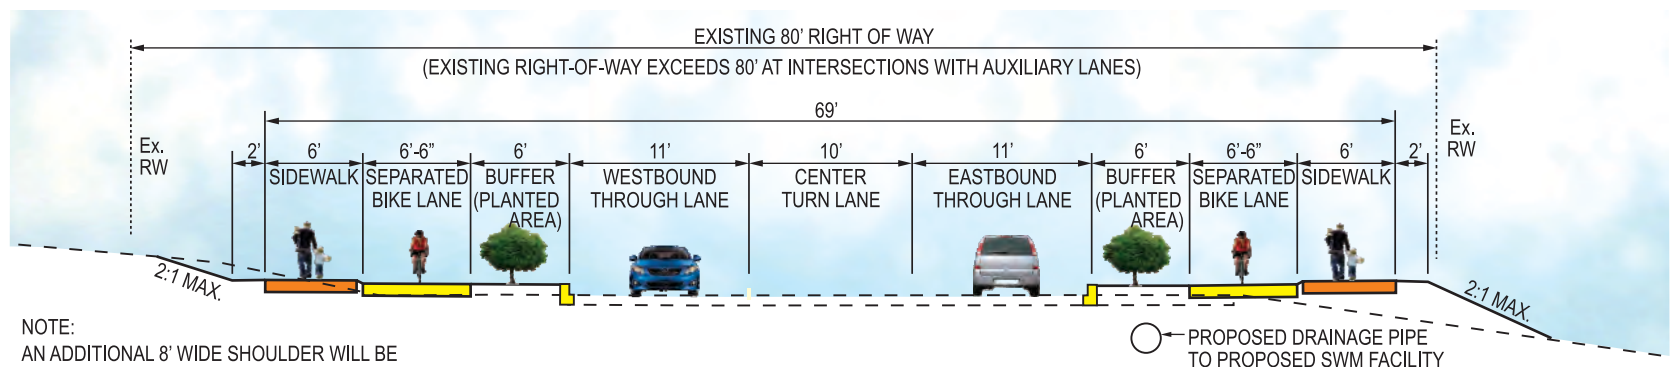 EXISTING 80’ RIGHT OF WAY
(EXISTING RIGHT-OF-WAY EXCEEDS 80’ AT INTERSECTIONS WITH AUXILIARY LANES)
69’
Ex.
RW
2’
6’
SIDEWALK
6’-6”
SEPARATED
BIKE LANE
6’
BUFFER
(PLANTED
AREA)
11’
WESTBOUND
THROUGH LANE
10’
CENTER
TURN LANE
11’
EASTBOUND
THROUGH LANE
6’
BUFFER
(PLANTED
AREA)
6’-6”
SEPARATED
BIKE LANE
6’
SIDEWALK
2’
Ex.
RW
2:1 MAX.
2:1 MAX.
NOTE:
AN ADDITIONAL 8’ WIDE SHOULDER WILL BE
PROPOSED DRAINAGE PIPE
TO PROPOSED SWM FACILITY